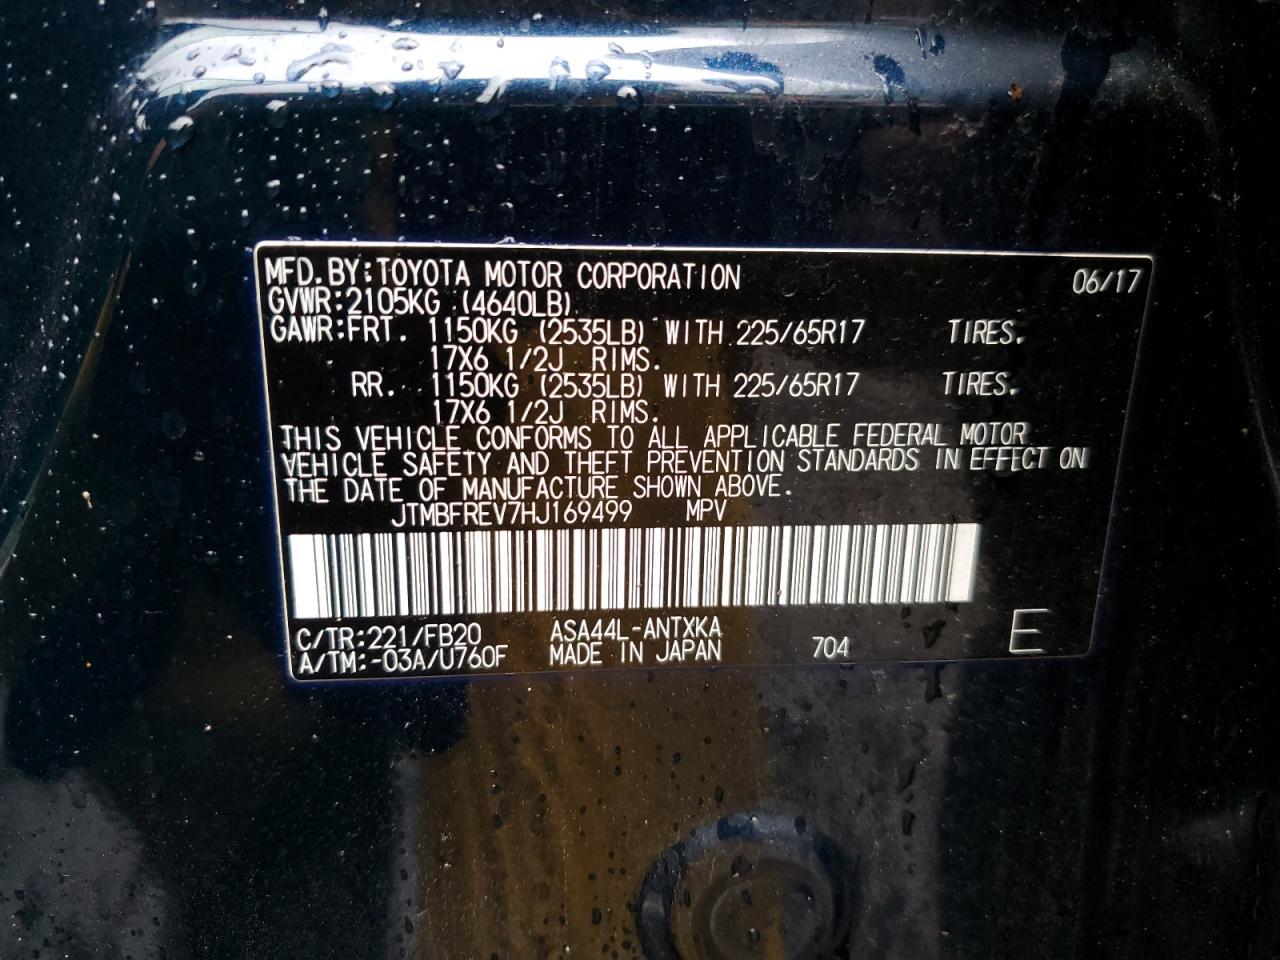 MFD.BY:TOYOTA MOTOR CORPORATION 06/17
GVWR:2105KG (4640LB)
GAWR:FRT. 1150KG (2535LB) WITH 225/65R17 TIRES.
17X6 1/2J RIMS.
RR. 1150KG (2535LB) WITH 225/65R17 TIRES.
17X6 1/2J RIMS.
THIS VEHICLE CONFORMS TO ALL APPLICABLE FEDERAL MOTOR
VEHICLE SAFETY AND THEFT PREVENTION STANDARDS IN EFFECT ON
THE DATE OF MANUFACTURE SHOWN ABOVE.
JTMBFREV7HJ169499 MPV
C/TR:221/FB20 ASA44L-ANTXKA
A/TM:-03A/U760F MADE IN JAPAN 704 E